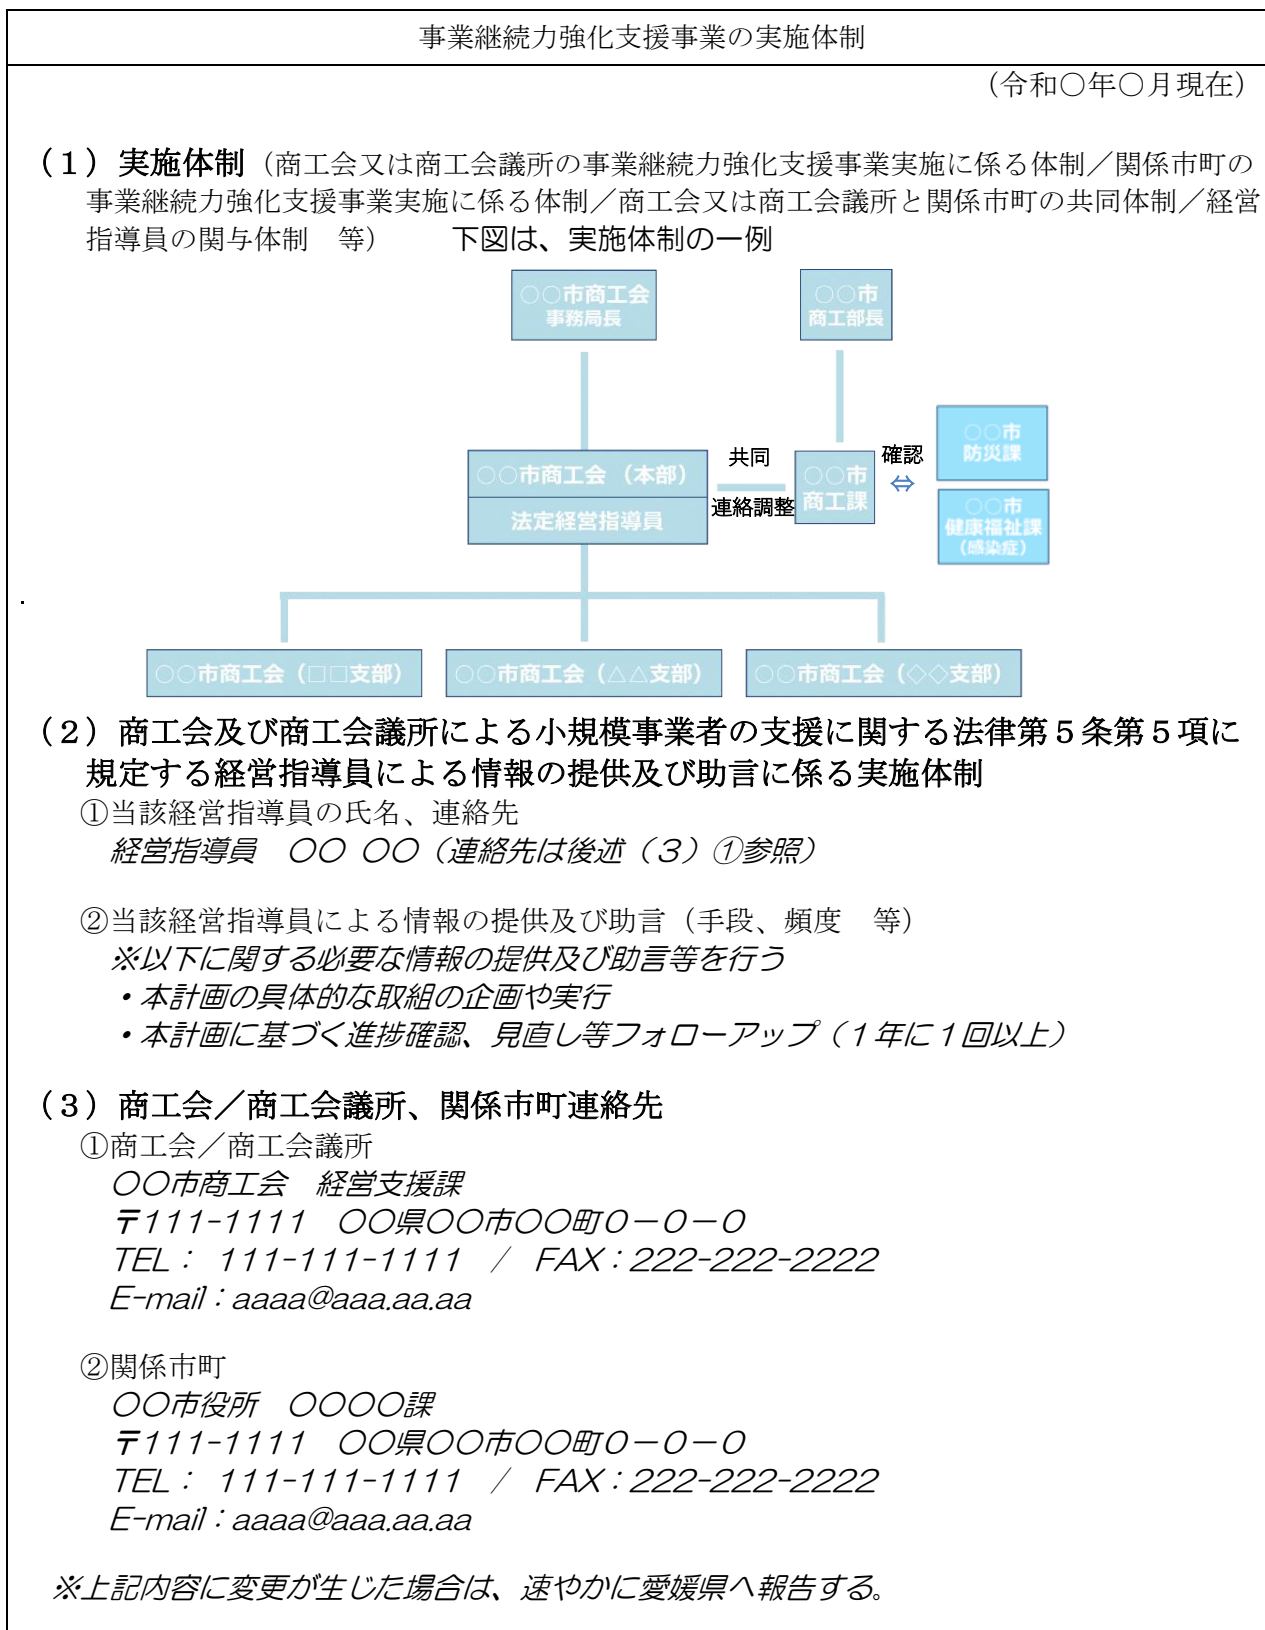 事業継続力強化支援事業の実施体制
（令和〇年〇月現在）
（１）実施体制（商工会又は商工会議所の事業継続力強化支援事業実施に係る体制／関係市町の
事業継続力強化支援事業実施に係る体制／商工会又は商工会議所と関係市町の共同体制／経営
指導員の関与体制　等）　　下図は、実施体制の一例
○○市商工会
事務局長
○○市
商工部長
○○市商工会（本部）
法定経営指導員
共同
連絡調整
○○市
商工課
確認
⇔
○○市
防災課
○○市
健康福祉課
（感染症）
○○市商工会（□□支部）
○○市商工会（△△支部）
○○市商工会（◇◇支部）
（２）商工会及び商工会議所による小規模事業者の支援に関する法律第５条第５項に
規定する経営指導員による情報の提供及び助言に係る実施体制
①当該経営指導員の氏名、連絡先
経営指導員　〇〇 〇〇（連絡先は後述（３）①参照）
②当該経営指導員による情報の提供及び助言（手段、頻度　等）
※以下に関する必要な情報の提供及び助言等を行う
・本計画の具体的な取組の企画や実行
・本計画に基づく進捗確認、見直し等フォローアップ（１年に１回以上）
（３）商工会／商工会議所、関係市町連絡先
①商工会／商工会議所
〇〇市商工会　経営支援課
〒111-1111　〇〇県〇〇市〇〇町０－０－０
TEL： 111-111-1111 ／ FAX：222-222-2222
E-mail：aaaa@aaa.aa.aa
②関係市町
〇〇市役所　〇〇〇〇課
〒111-1111　〇〇県〇〇市〇〇町０－０－０
TEL： 111-111-1111 ／ FAX：222-222-2222
E-mail：aaaa@aaa.aa.aa
※上記内容に変更が生じた場合は、速やかに愛媛県へ報告する。